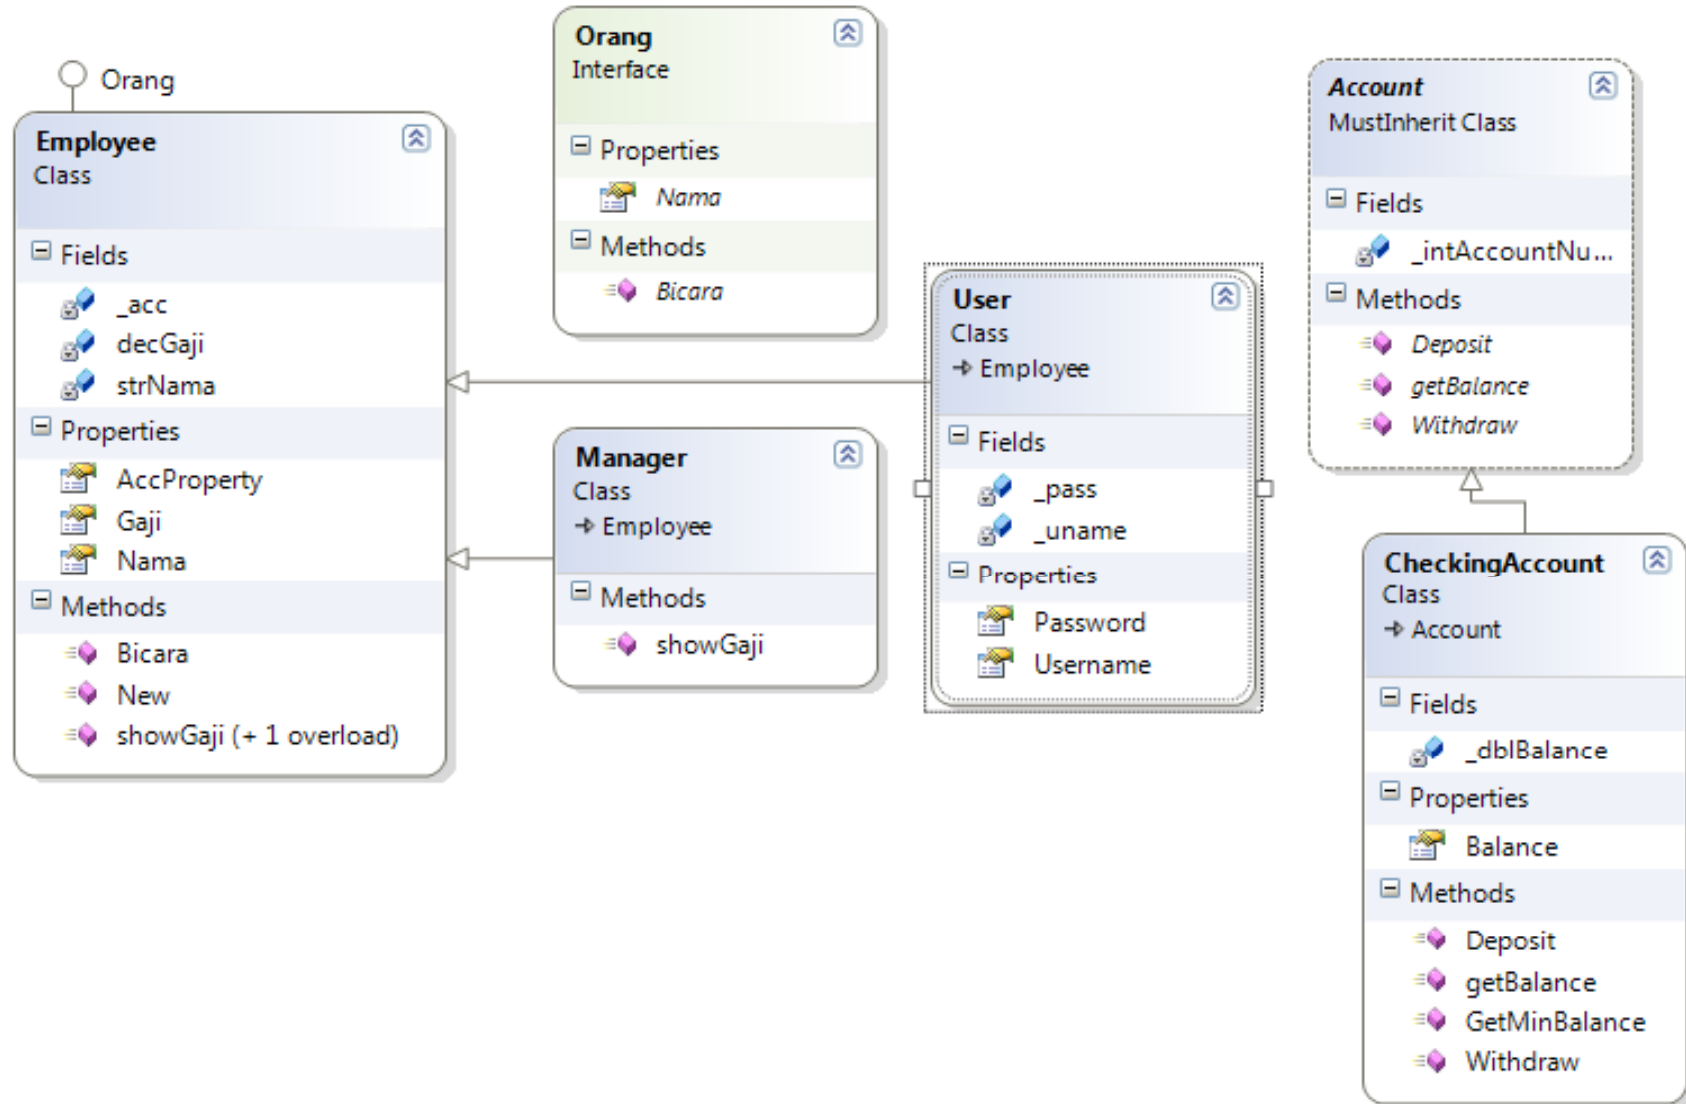 Orang
Employee
Class
Fields
_acc
decGaji
strNama
Properties
AccProperty
Gaji
Nama
Methods
Bicara
New
showGaji (+ 1 overload)
Orang
Interface
Properties
Nama
Methods
Bicara
Manager
Class
Employee
Methods
showGaji
User
Class
Employee
Fields
_pass
_uname
Properties
Password
Username
Account
MustInherit Class
Fields
_intAccountNu...
Methods
Deposit
getBalance
Withdraw
CheckingAccount
Class
Account
Fields
_dblBalance
Properties
Balance
Methods
Deposit
getBalance
GetMinBalance
Withdraw